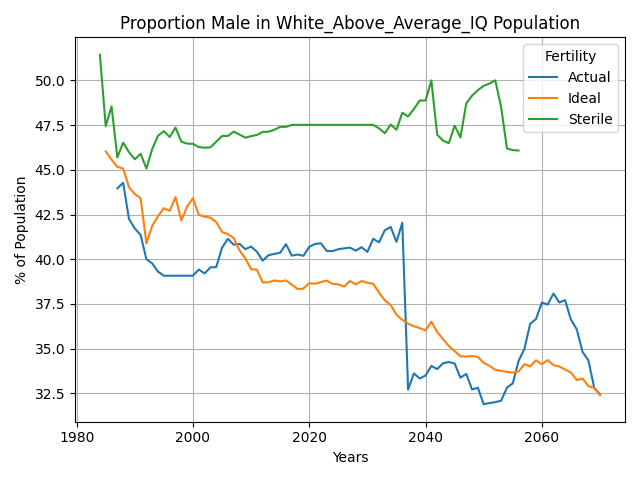 Proportion Male in White_Above_Average_IQ Population
Fertility
Actual
Ideal
Sterile
% of Population
50.0
47.5
45.0
42.5
40.0
37.5
35.0
32.5
1980
2000
2020
2040
2060
Years